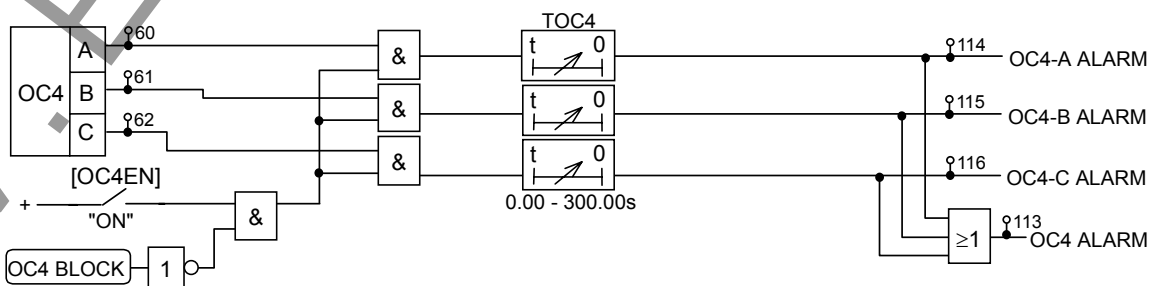 TOC4
60
114
A
&
t 0
OC4-A ALARM
61
115
OC4
B
&
t 0
OC4-B ALARM
62
116
C
&
t 0
OC4-C ALARM
[OC4EN]
0.00 - 300.00s
+
"ON"
&
113
≥1
OC4 ALARM
OC4 BLOCK
1